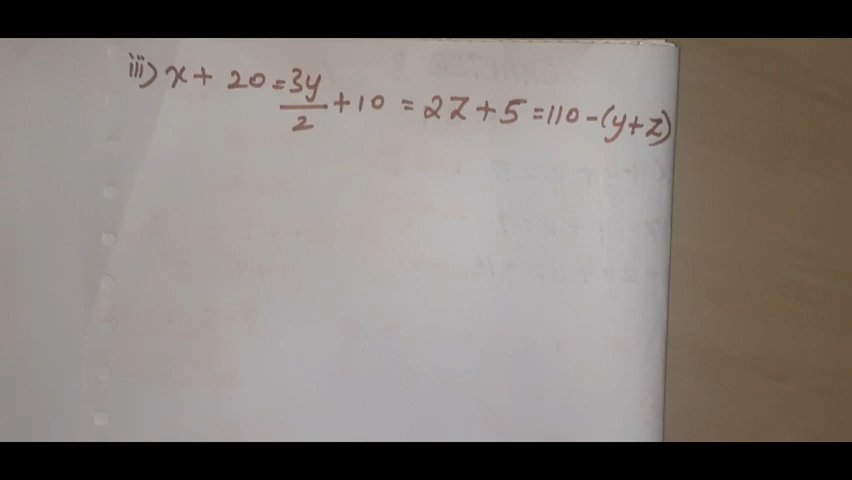 iii) x + 20 = 3y/2 + 10 = 2z + 5 = 110 - (y+z)